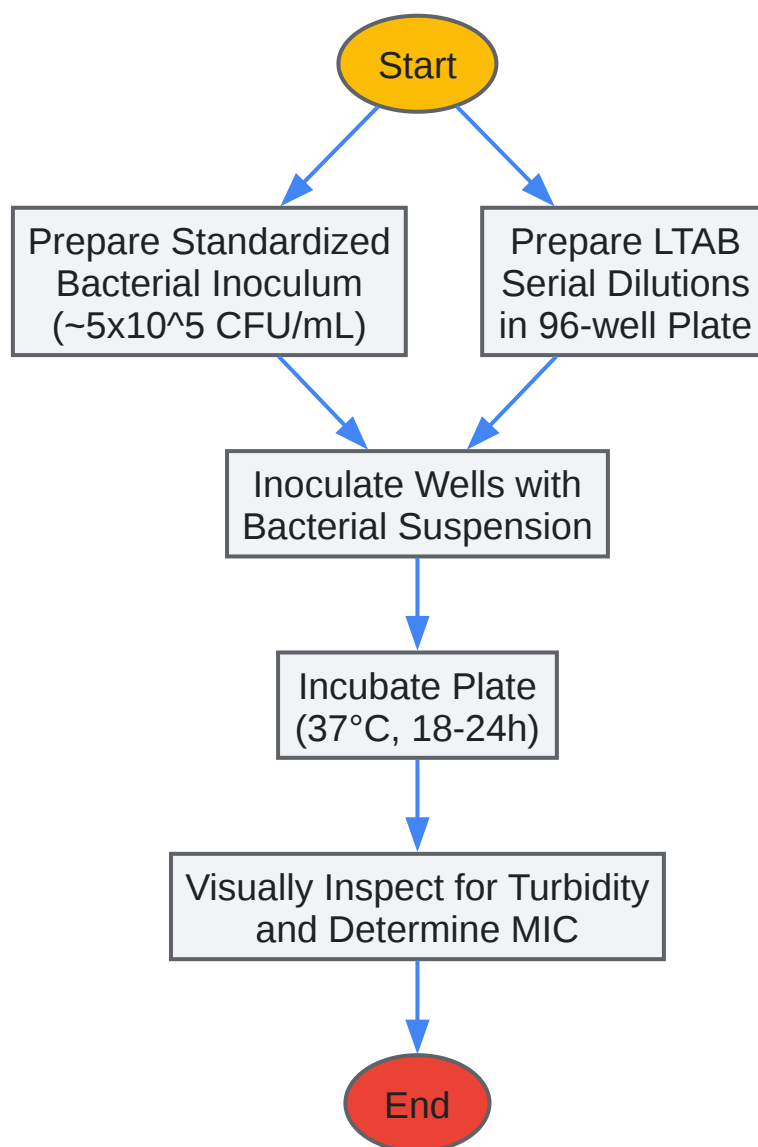 Start
Prepare Standardized
Bacterial Inoculum
(~5x10^5 CFU/mL)
Prepare LTAB
Serial Dilutions
in 96-well Plate
Inoculate Wells with
Bacterial Suspension
Incubate Plate
(37°C, 18-24h)
Visually Inspect for Turbidity
and Determine MIC
End